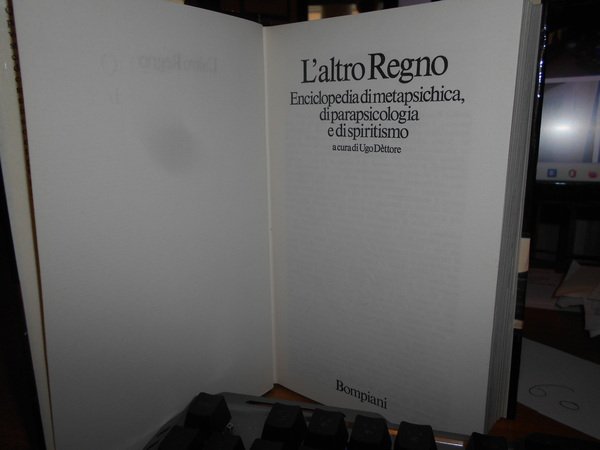 L'altro Regno
Enciclopedia di metapsichica,
di parapsicologia
e di spiritismo
a cura di Ugo Dèttore
Bompiani